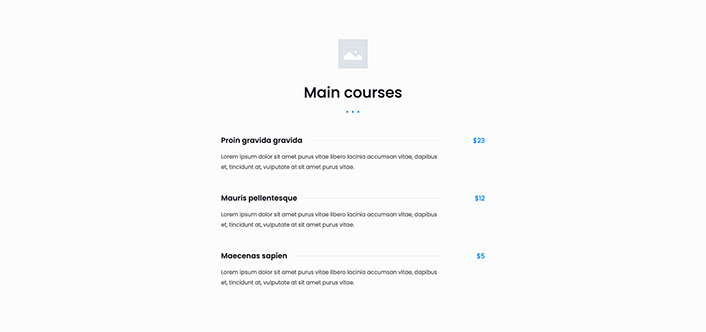 Main courses
Proin gravida gravida $23
Lorem ipsum dolor sit amet purus vitae libero lacinia accumsan vitae, dapibus
et, tincidunt at, vulputate at sit amet purus vitae.
Mauris pellentesque $12
Lorem ipsum dolor sit amet purus vitae libero lacinia accumsan vitae, dapibus
et, tincidunt at, vulputate at sit amet purus vitae.
Maecenas sapien $5
Lorem ipsum dolor sit amet purus vitae libero lacinia accumsan vitae, dapibus
et, tincidunt at, vulputate at sit amet purus vitae.